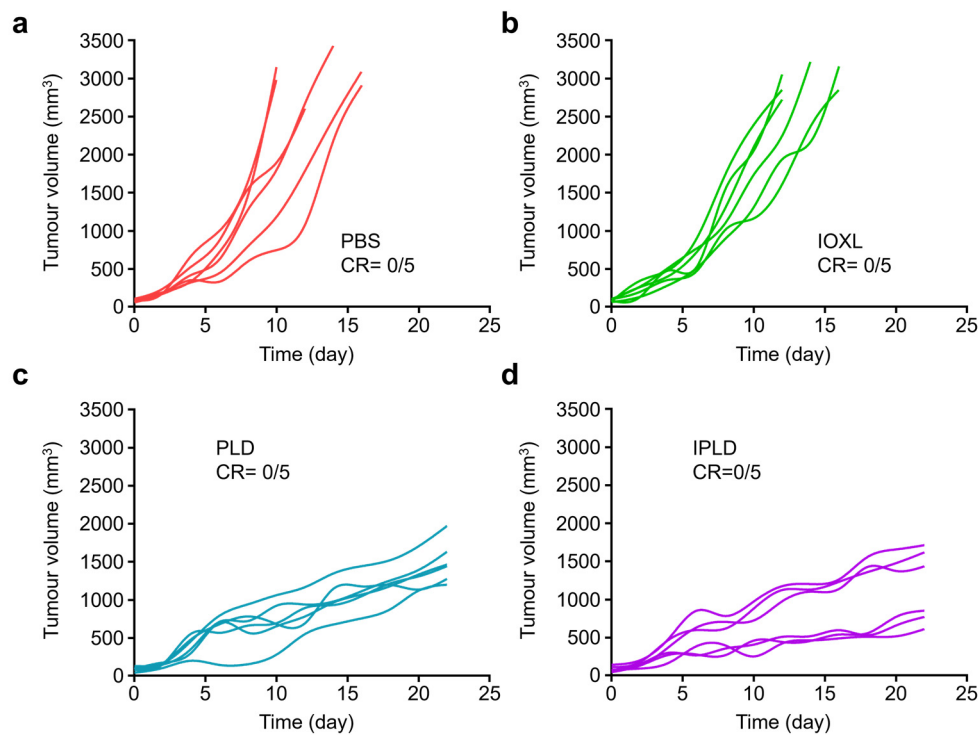 a
3500
3000
2500
2000
1500
1000
500
0
Tumour volume (mm³)
PBS
CR= 0/5
0 5 10 15 20 25
Time (day)
b
3500
3000
2500
2000
1500
1000
500
0
Tumour volume (mm³)
IOXL
CR= 0/5
0 5 10 15 20 25
Time (day)
c
3500
3000
2500
2000
1500
1000
500
0
Tumour volume (mm³)
PLD
CR= 0/5
0 5 10 15 20 25
Time (day)
d
3500
3000
2500
2000
1500
1000
500
0
Tumour volume (mm³)
IPLD
CR=0/5
0 5 10 15 20 25
Time (day)